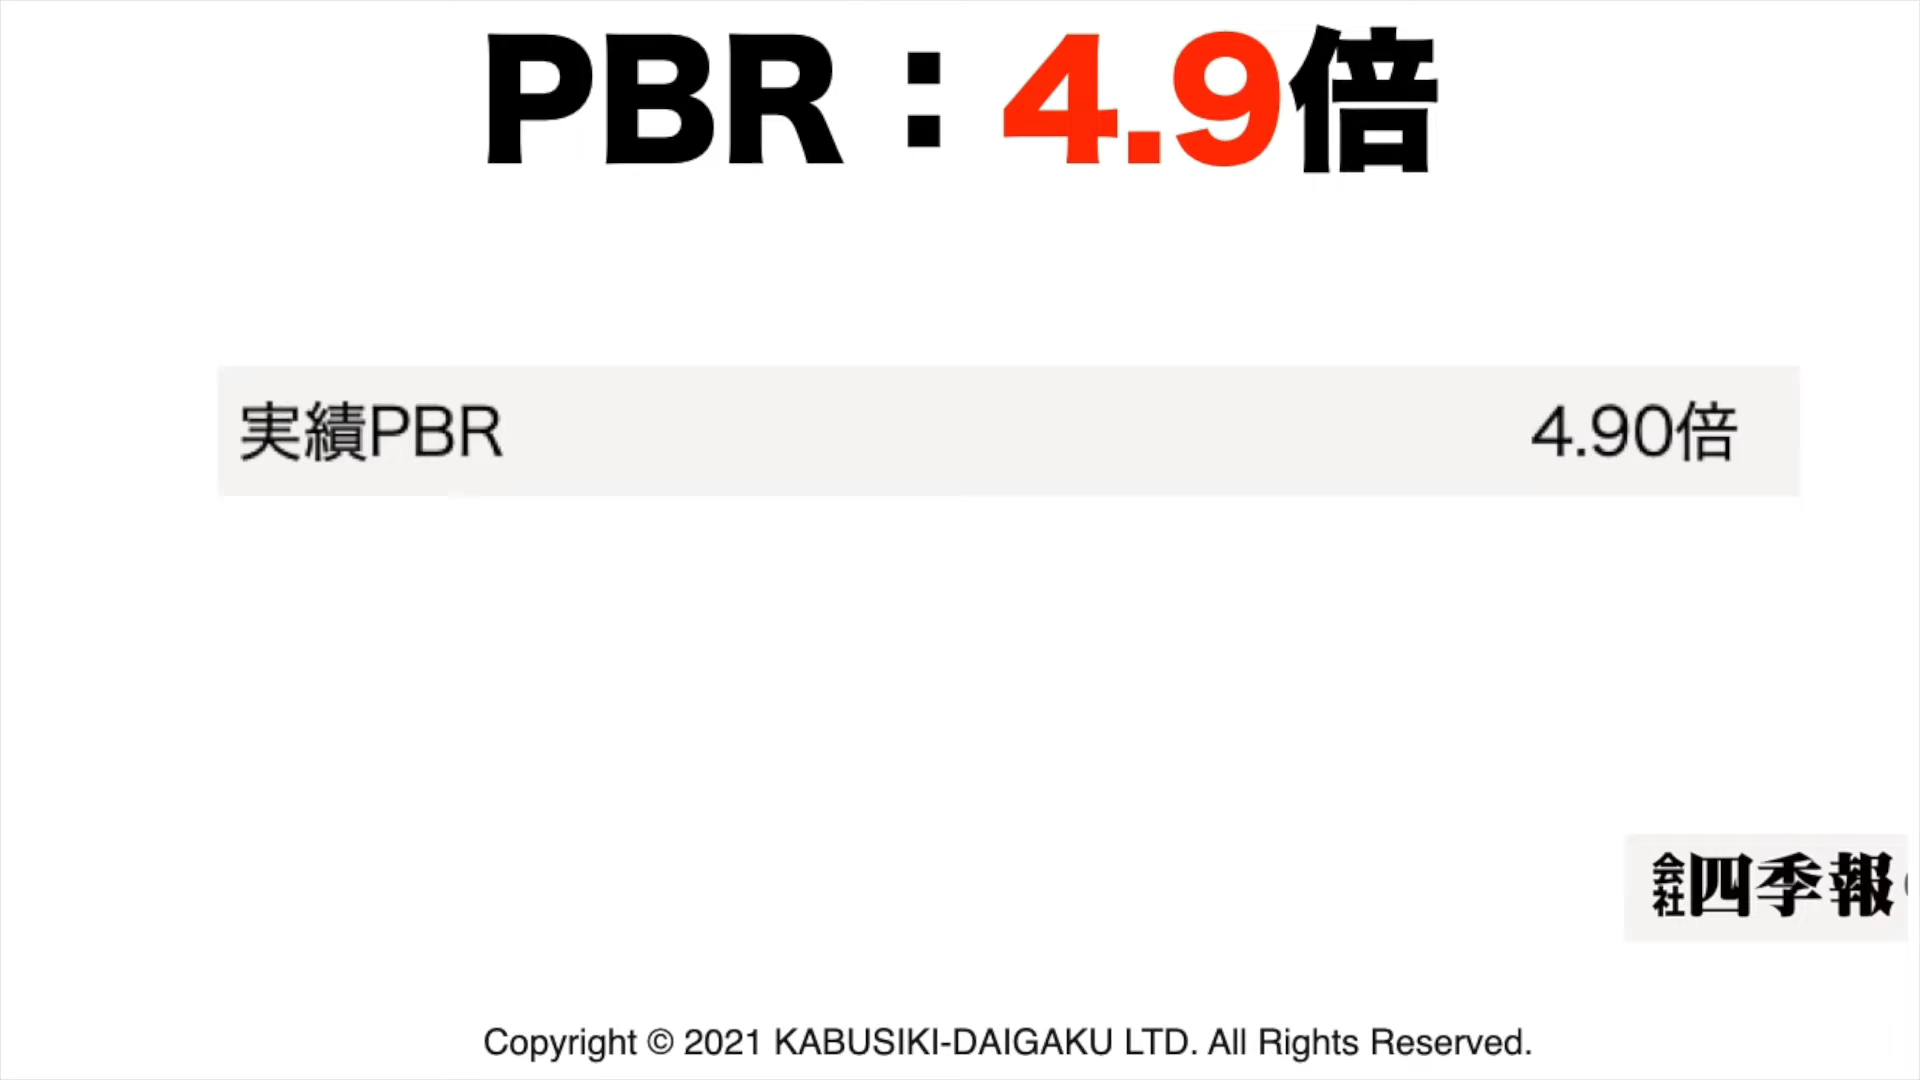 PBR：4.9倍
実績PBR 4.90倍
会社四季報
Copyright © 2021 KABUSIKI-DAIGAKU LTD. All Rights Reserved.